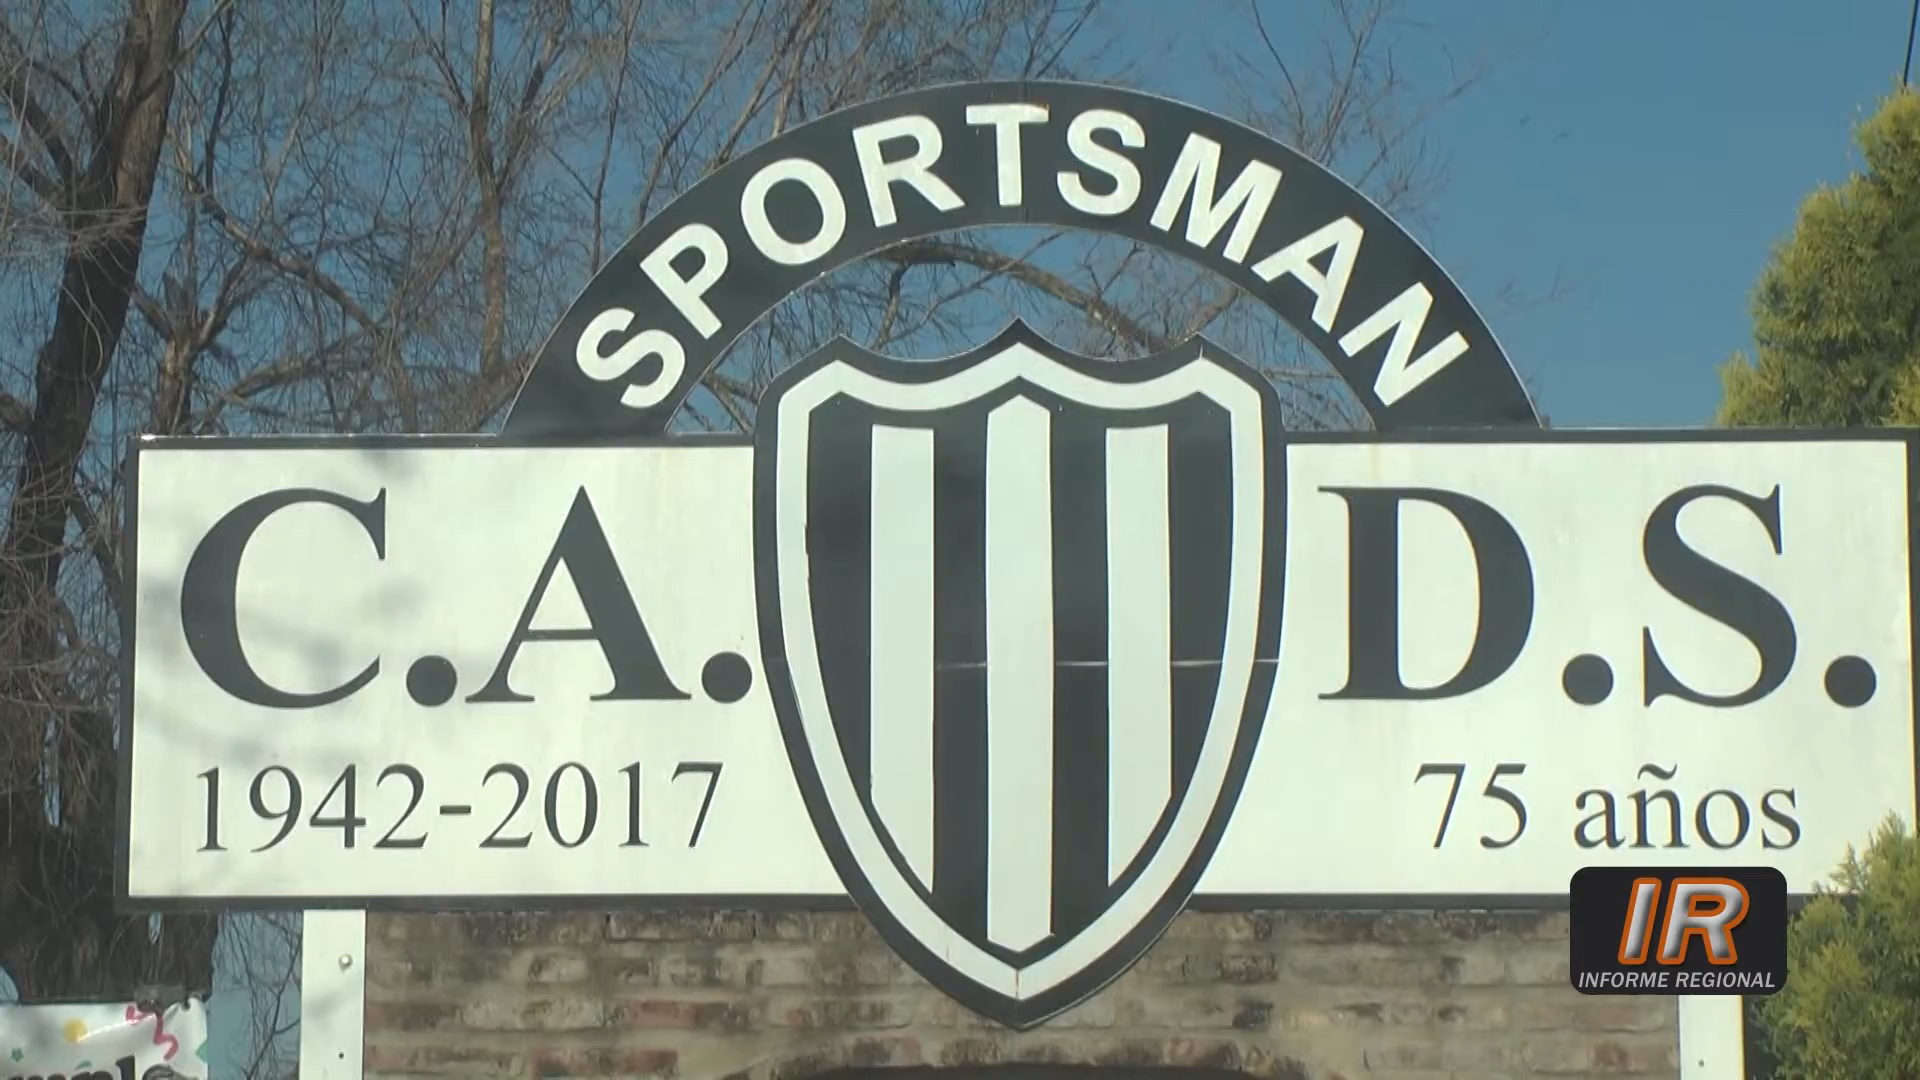 SPORTSMAN
C.A. D.S.
1942-2017 75 años
IR
INFORME REGIONAL